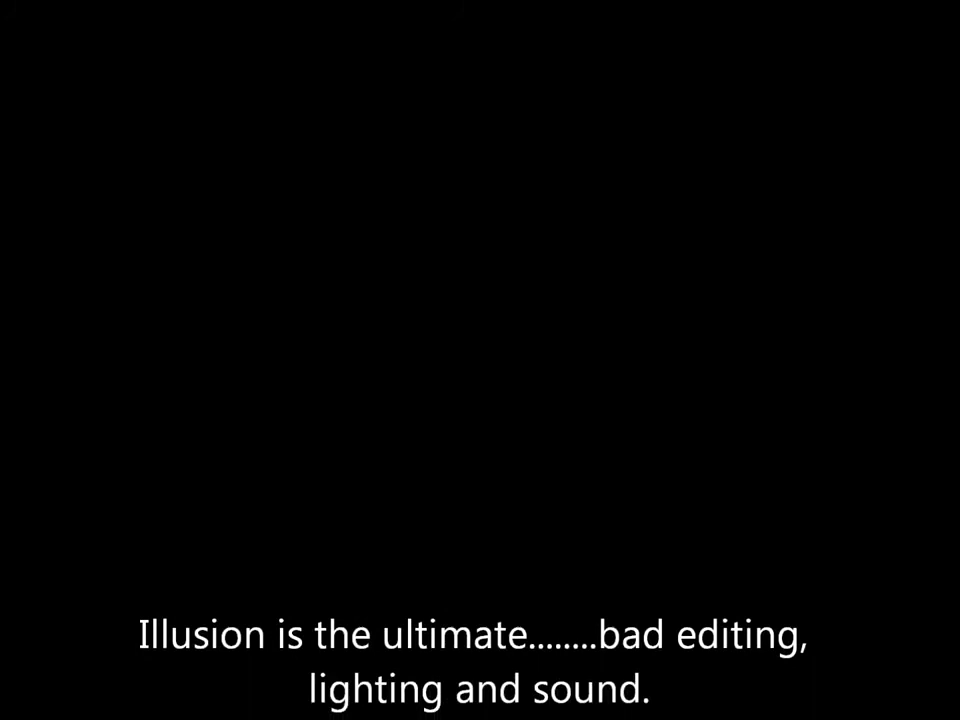 Illusion is the ultimate........bad editing,
lighting and sound.